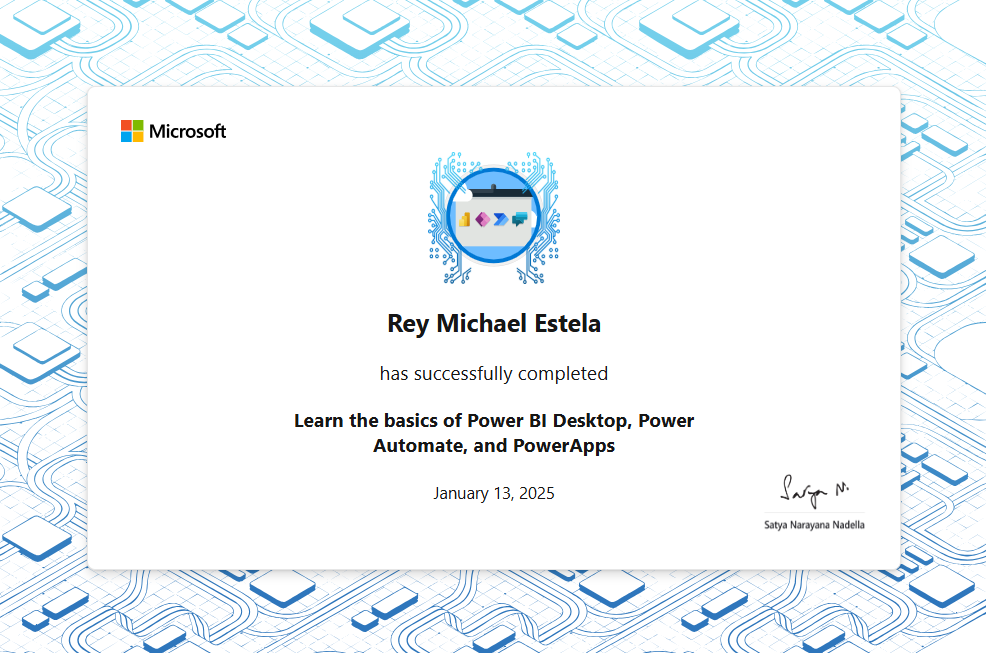 Microsoft
Rey Michael Estela
has successfully completed
Learn the basics of Power BI Desktop, Power
Automate, and PowerApps
January 13, 2025
Satya N.
Satya Narayana Nadella